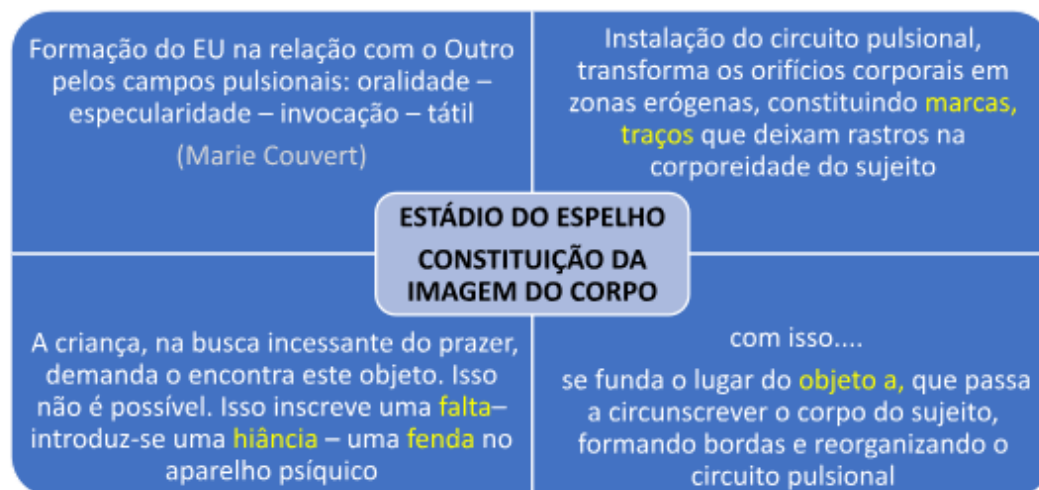 Formação do EU na relação com o Outro
pelos campos pulsionais: oralidade –
especularidade – invocação – tátil
(Marie Couvert)
Instalação do circuito pulsional,
transforma os orifícios corporais em
zonas erógenas, constituindo marcas,
traços que deixam rastros na
corporeidade do sujeito
ESTÁDIO DO ESPELHO
CONSTITUIÇÃO DA
IMAGEM DO CORPO
A criança, na busca incessante do prazer,
demanda o encontra este objeto. Isso
não é possível. Isso inscreve uma falta–
introduz-se uma hiância – uma fenda no
aparelho psíquico
com isso....
se funda o lugar do objeto a, que passa
a circunscrever o corpo do sujeito,
formando bordas e reorganizando o
circuito pulsional